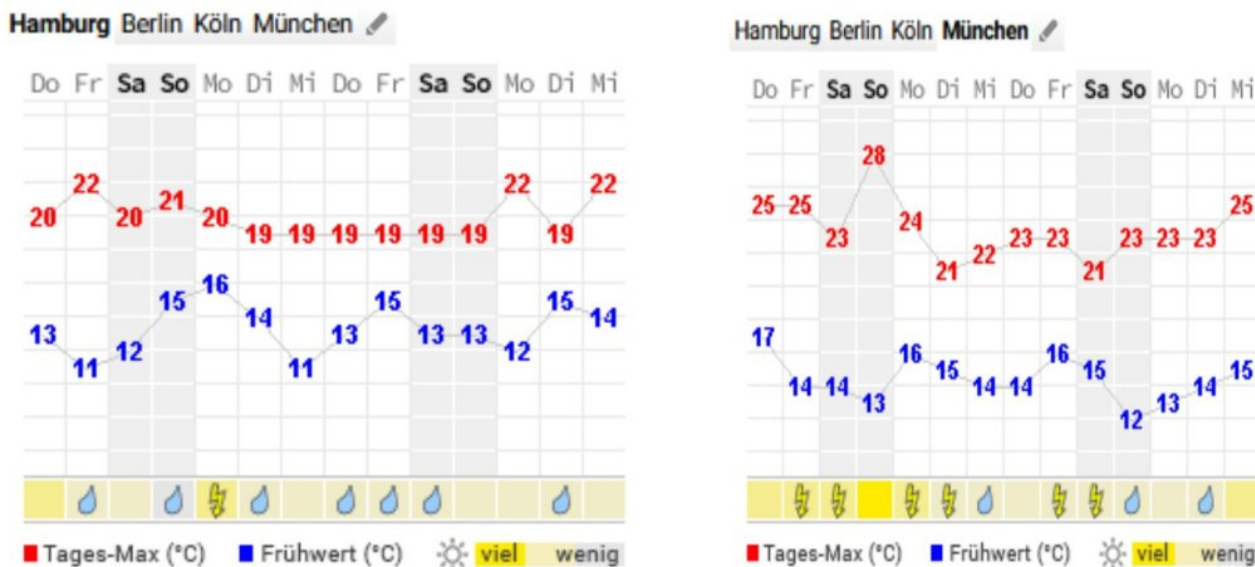 Hamburg Berlin Köln München
Do Fr Sa So Mo Di Mi Do Fr Sa So Mo Di Mi
22 22 22
20 20 21 20 19 19 19 19 19 19 19
15 16 15 15
13 12 14 13 13 13 12 14
11 11
Tages-Max (°C) Frühwert (°C) viel wenig
Hamburg Berlin Köln München
Do Fr Sa So Mo Di Mi Do Fr Sa So Mo Di Mi
28
25 25 23 24 21 22 23 23 21 23 23 23 25
17 14 14 13 16 15 14 14 16 15 12 13 14 15
Tages-Max (°C) Frühwert (°C) viel wenig